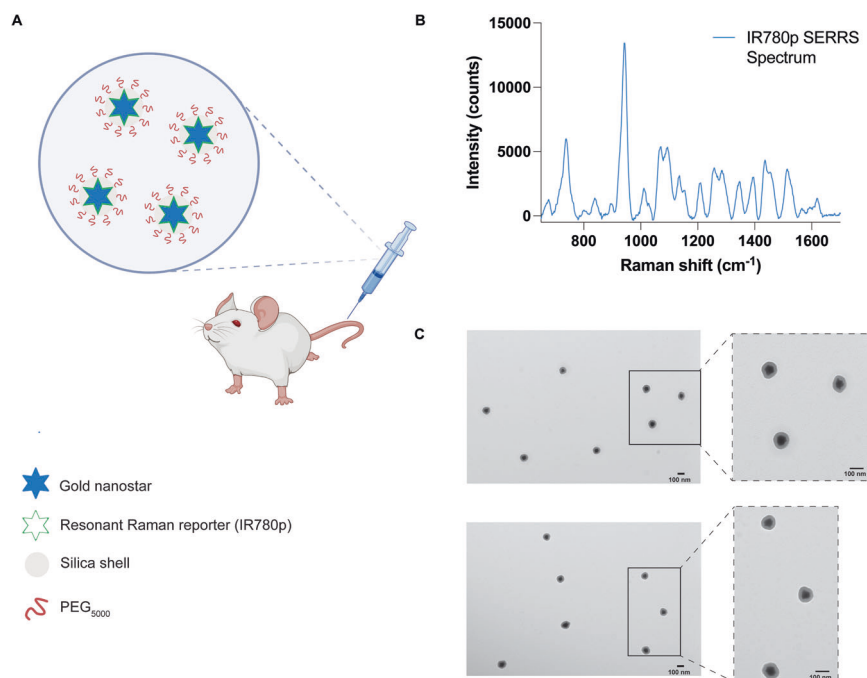 A
Gold nanostar
Resonant Raman reporter (IR780p)
Silica shell
PEG5000
B
15000
10000
5000
0
Intensity (counts)
IR780p SERRS
Spectrum
800
1000
1200
1400
1600
Raman shift (cm-1)
C
100 nm
100 nm
100 nm
100 nm